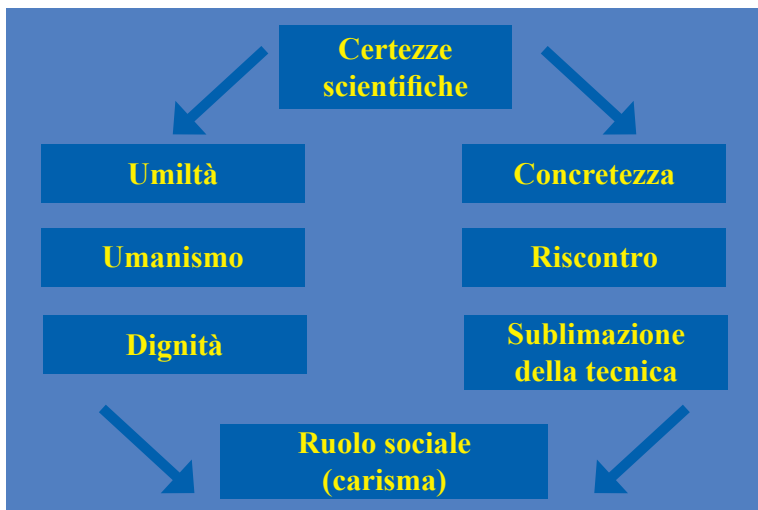 Certezze
scientifiche
Umiltà
Concretezza
Umanismo
Riscontro
Dignità
Sublimazione
della tecnica
Ruolo sociale
(carisma)